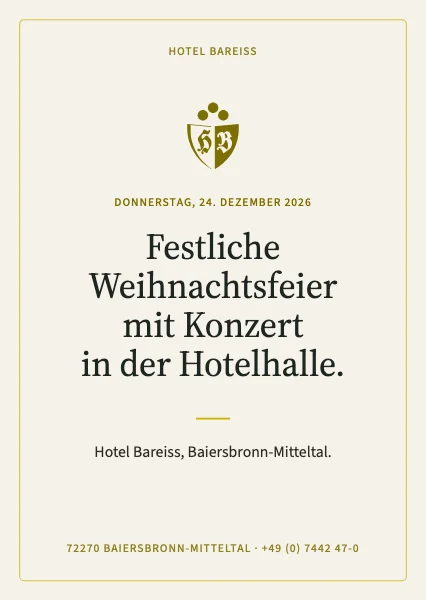 HOTEL BAREISS
H B
DONNERSTAG, 24. DEZEMBER 2026
Festliche
Weihnachtsfeier
mit Konzert
in der Hotelhalle.
Hotel Bareiss, Baiersbronn-Mitteltal.
72270 BAIERSBRONN-MITTELTAL · +49 (0) 7442 47-0